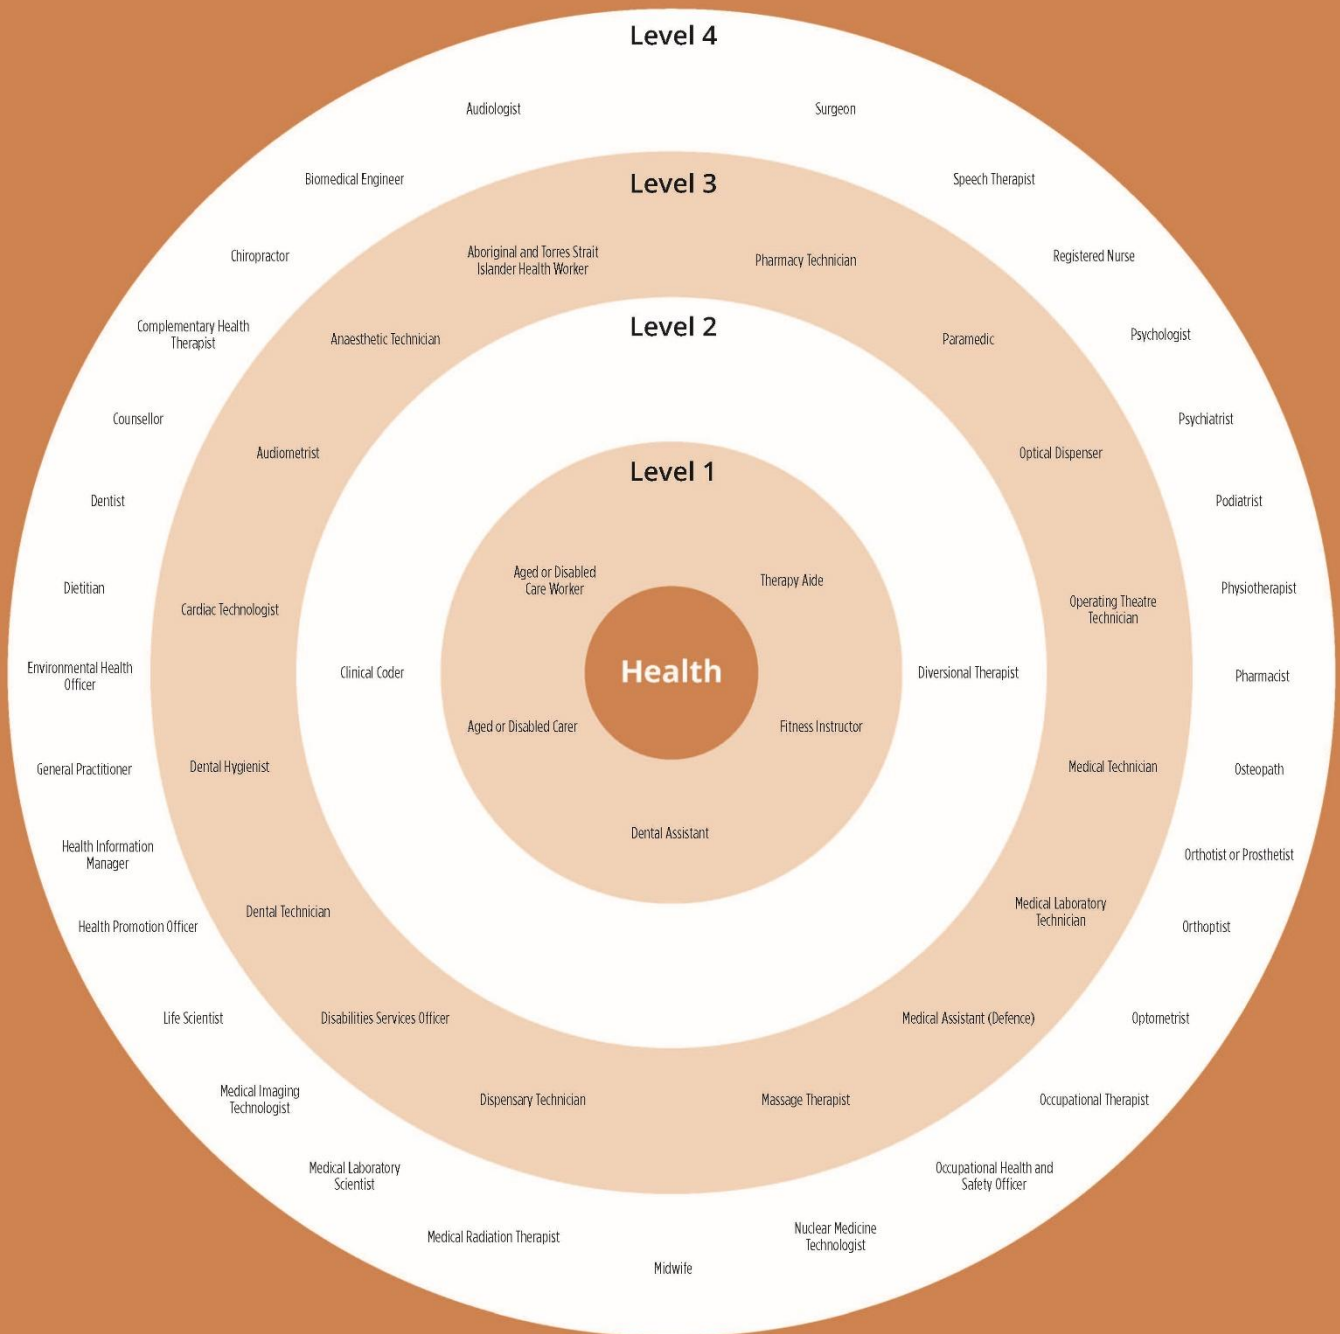 Level 4
Audiologist
Surgeon
Biomedical Engineer
Level 3
Speech Therapist
Chiropractor
Aboriginal and Torres Strait
Islander Health Worker
Pharmacy Technician
Registered Nurse
Complementary Health
Therapist
Anaesthetic Technician
Level 2
Paramedic
Psychologist
Counsellor
Audiometrist
Level 1
Optical Dispenser
Psychiatrist
Dentist
Podiatrist
Dietitian
Cardiac Technologist
Aged or Disabled
Care Worker
Therapy Aide
Operating Theatre
Technician
Physiotherapist
Environmental Health
Officer
Clinical Coder
Health
Diversional Therapist
Pharmacist
General Practitioner
Dental Hygienist
Aged or Disabled Carer
Fitness Instructor
Medical Technician
Osteopath
Health Information
Manager
Dental Assistant
Orthotist or Prosthetist
Health Promotion Officer
Dental Technician
Medical Laboratory
Technician
Orthoptist
Life Scientist
Disabilities Services Officer
Medical Assistant (Defence)
Optometrist
Medical Imaging
Technologist
Dispensary Technician
Massage Therapist
Occupational Therapist
Medical Laboratory
Scientist
Occupational Health and
Safety Officer
Medical Radiation Therapist
Nuclear Medicine
Technologist
Midwife